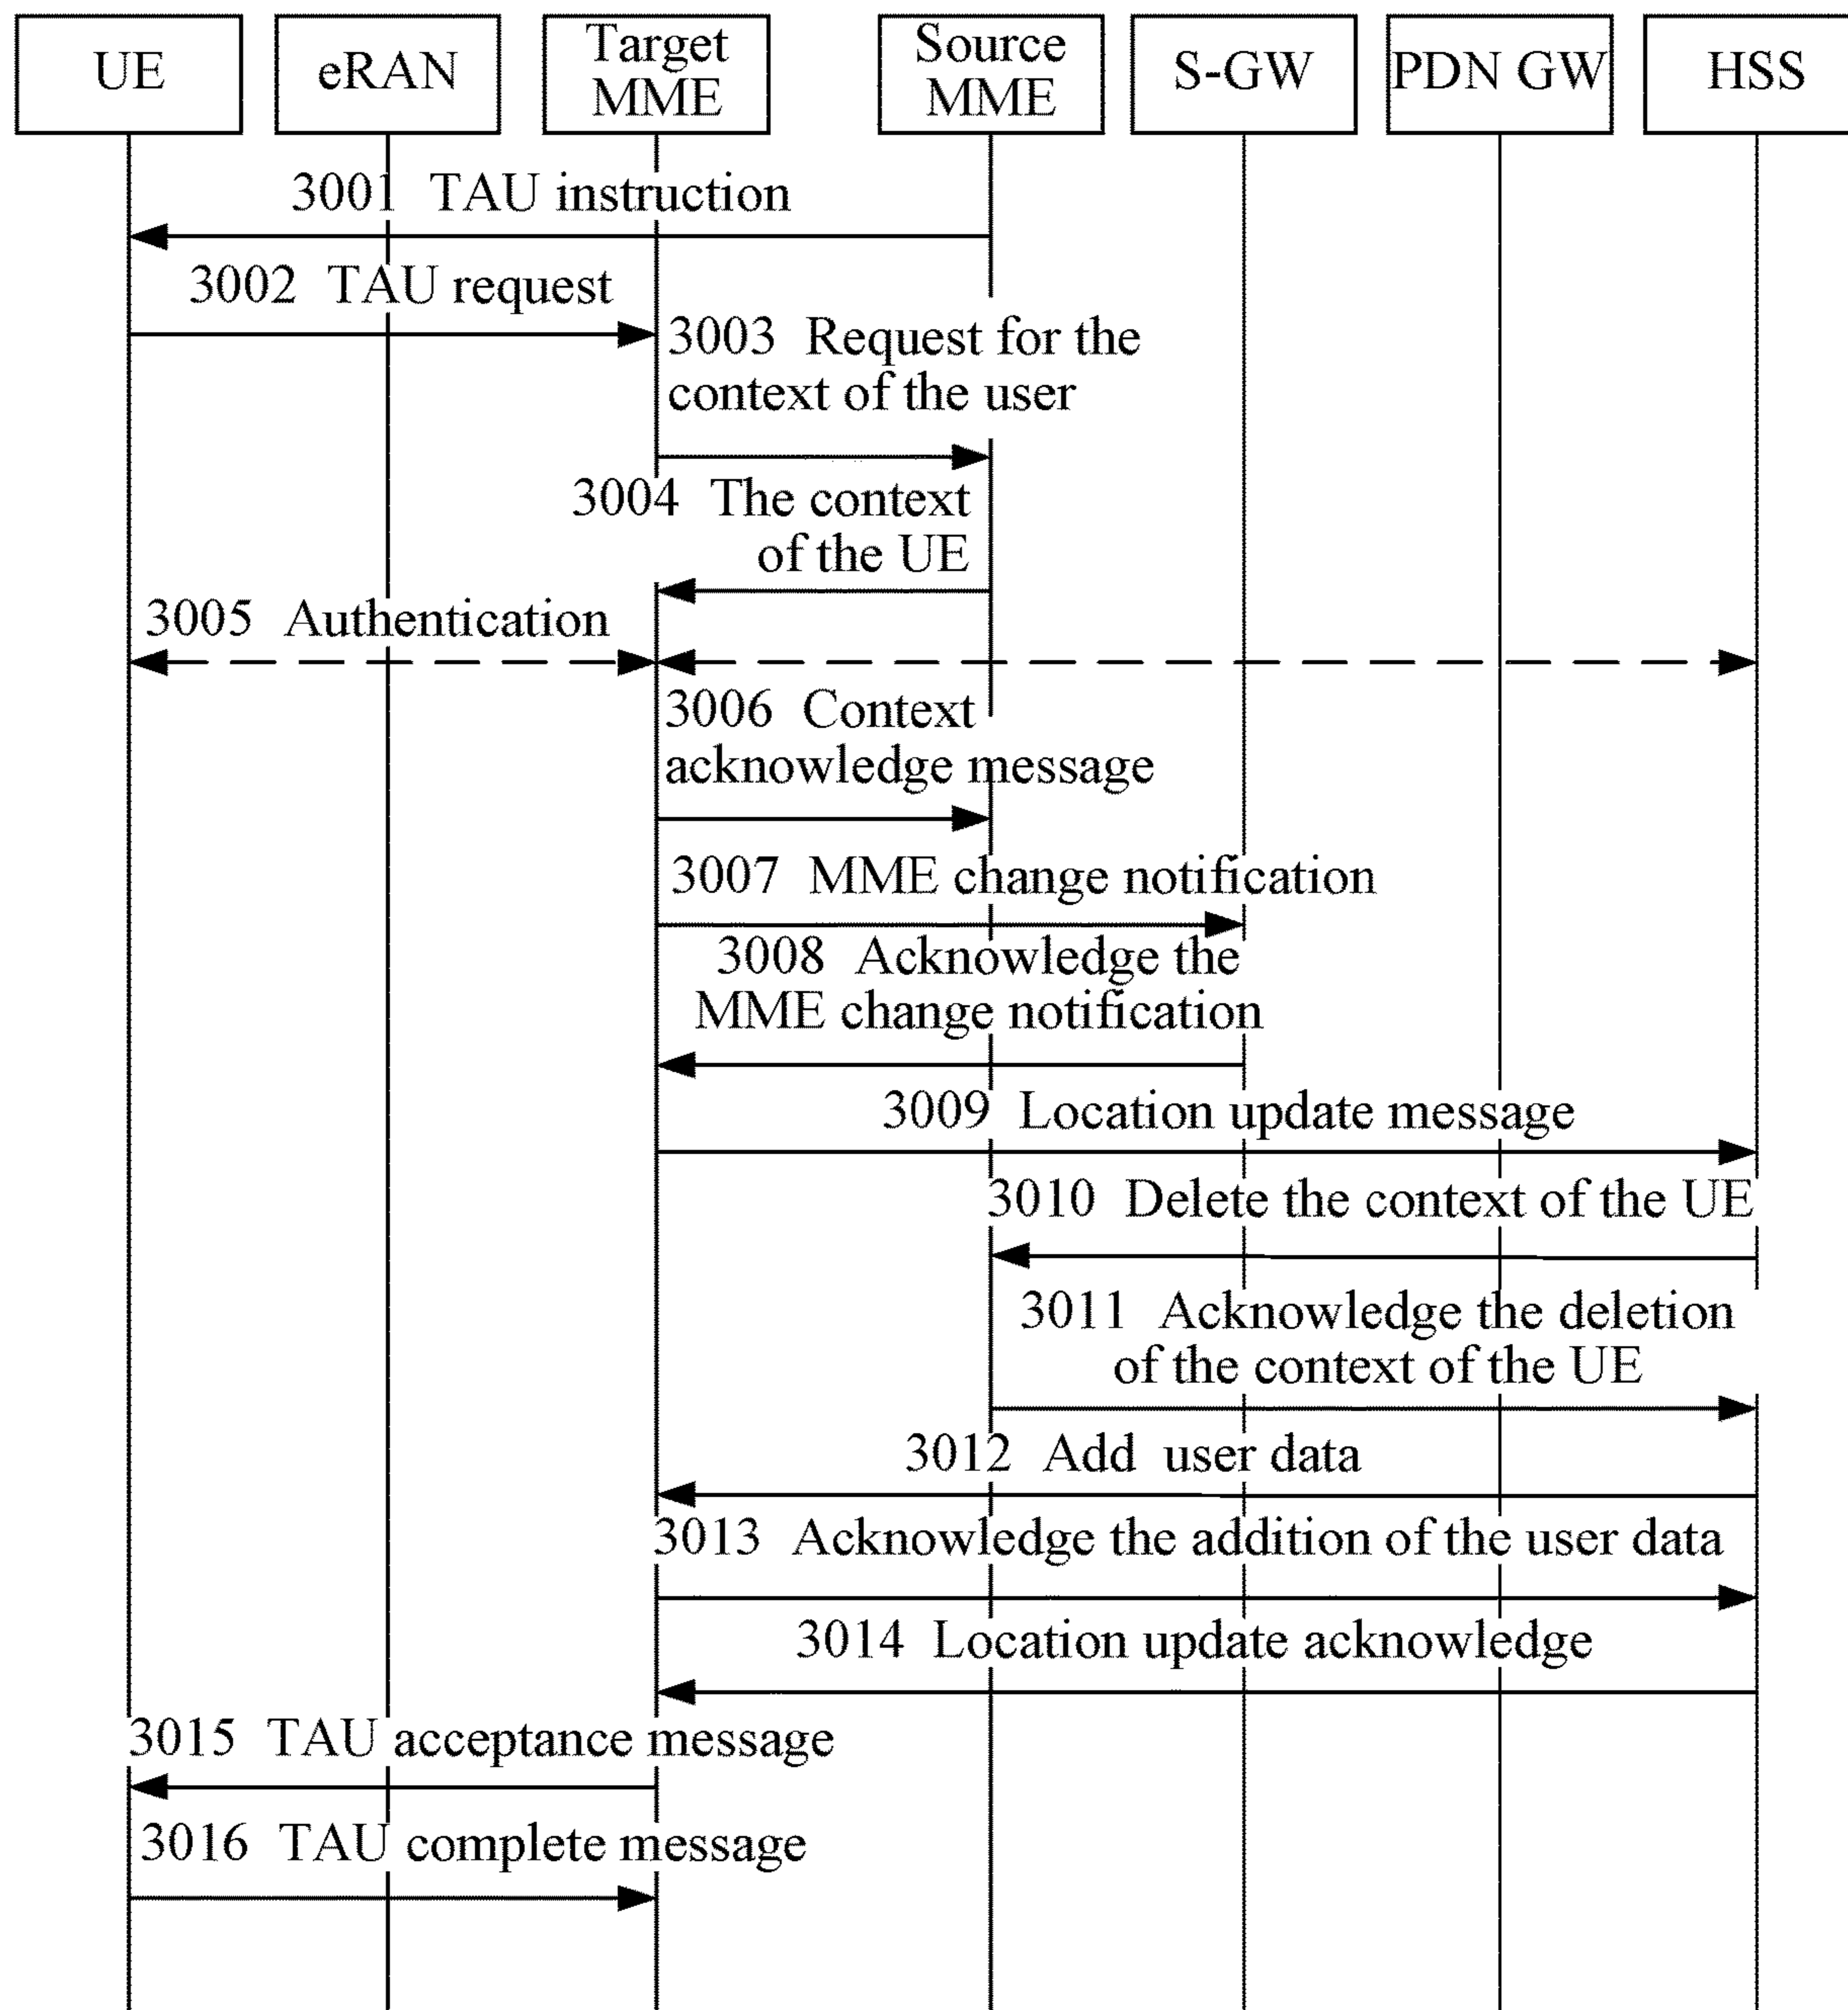 UE
eRAN
Target
MME
Source
MME
S-GW
PDN GW
HSS
3001 TAU instruction
3002 TAU request
3003 Request for the
context of the user
3004 The context
of the UE
3005 Authentication
3006 Context
acknowledge message
3007 MME change notification
3008 Acknowledge the
MME change notification
3009 Location update message
3010 Delete the context of the UE
3011 Acknowledge the deletion
of the context of the UE
3012 Add user data
3013 Acknowledge the addition of the user data
3014 Location update acknowledge
3015 TAU acceptance message
3016 TAU complete message